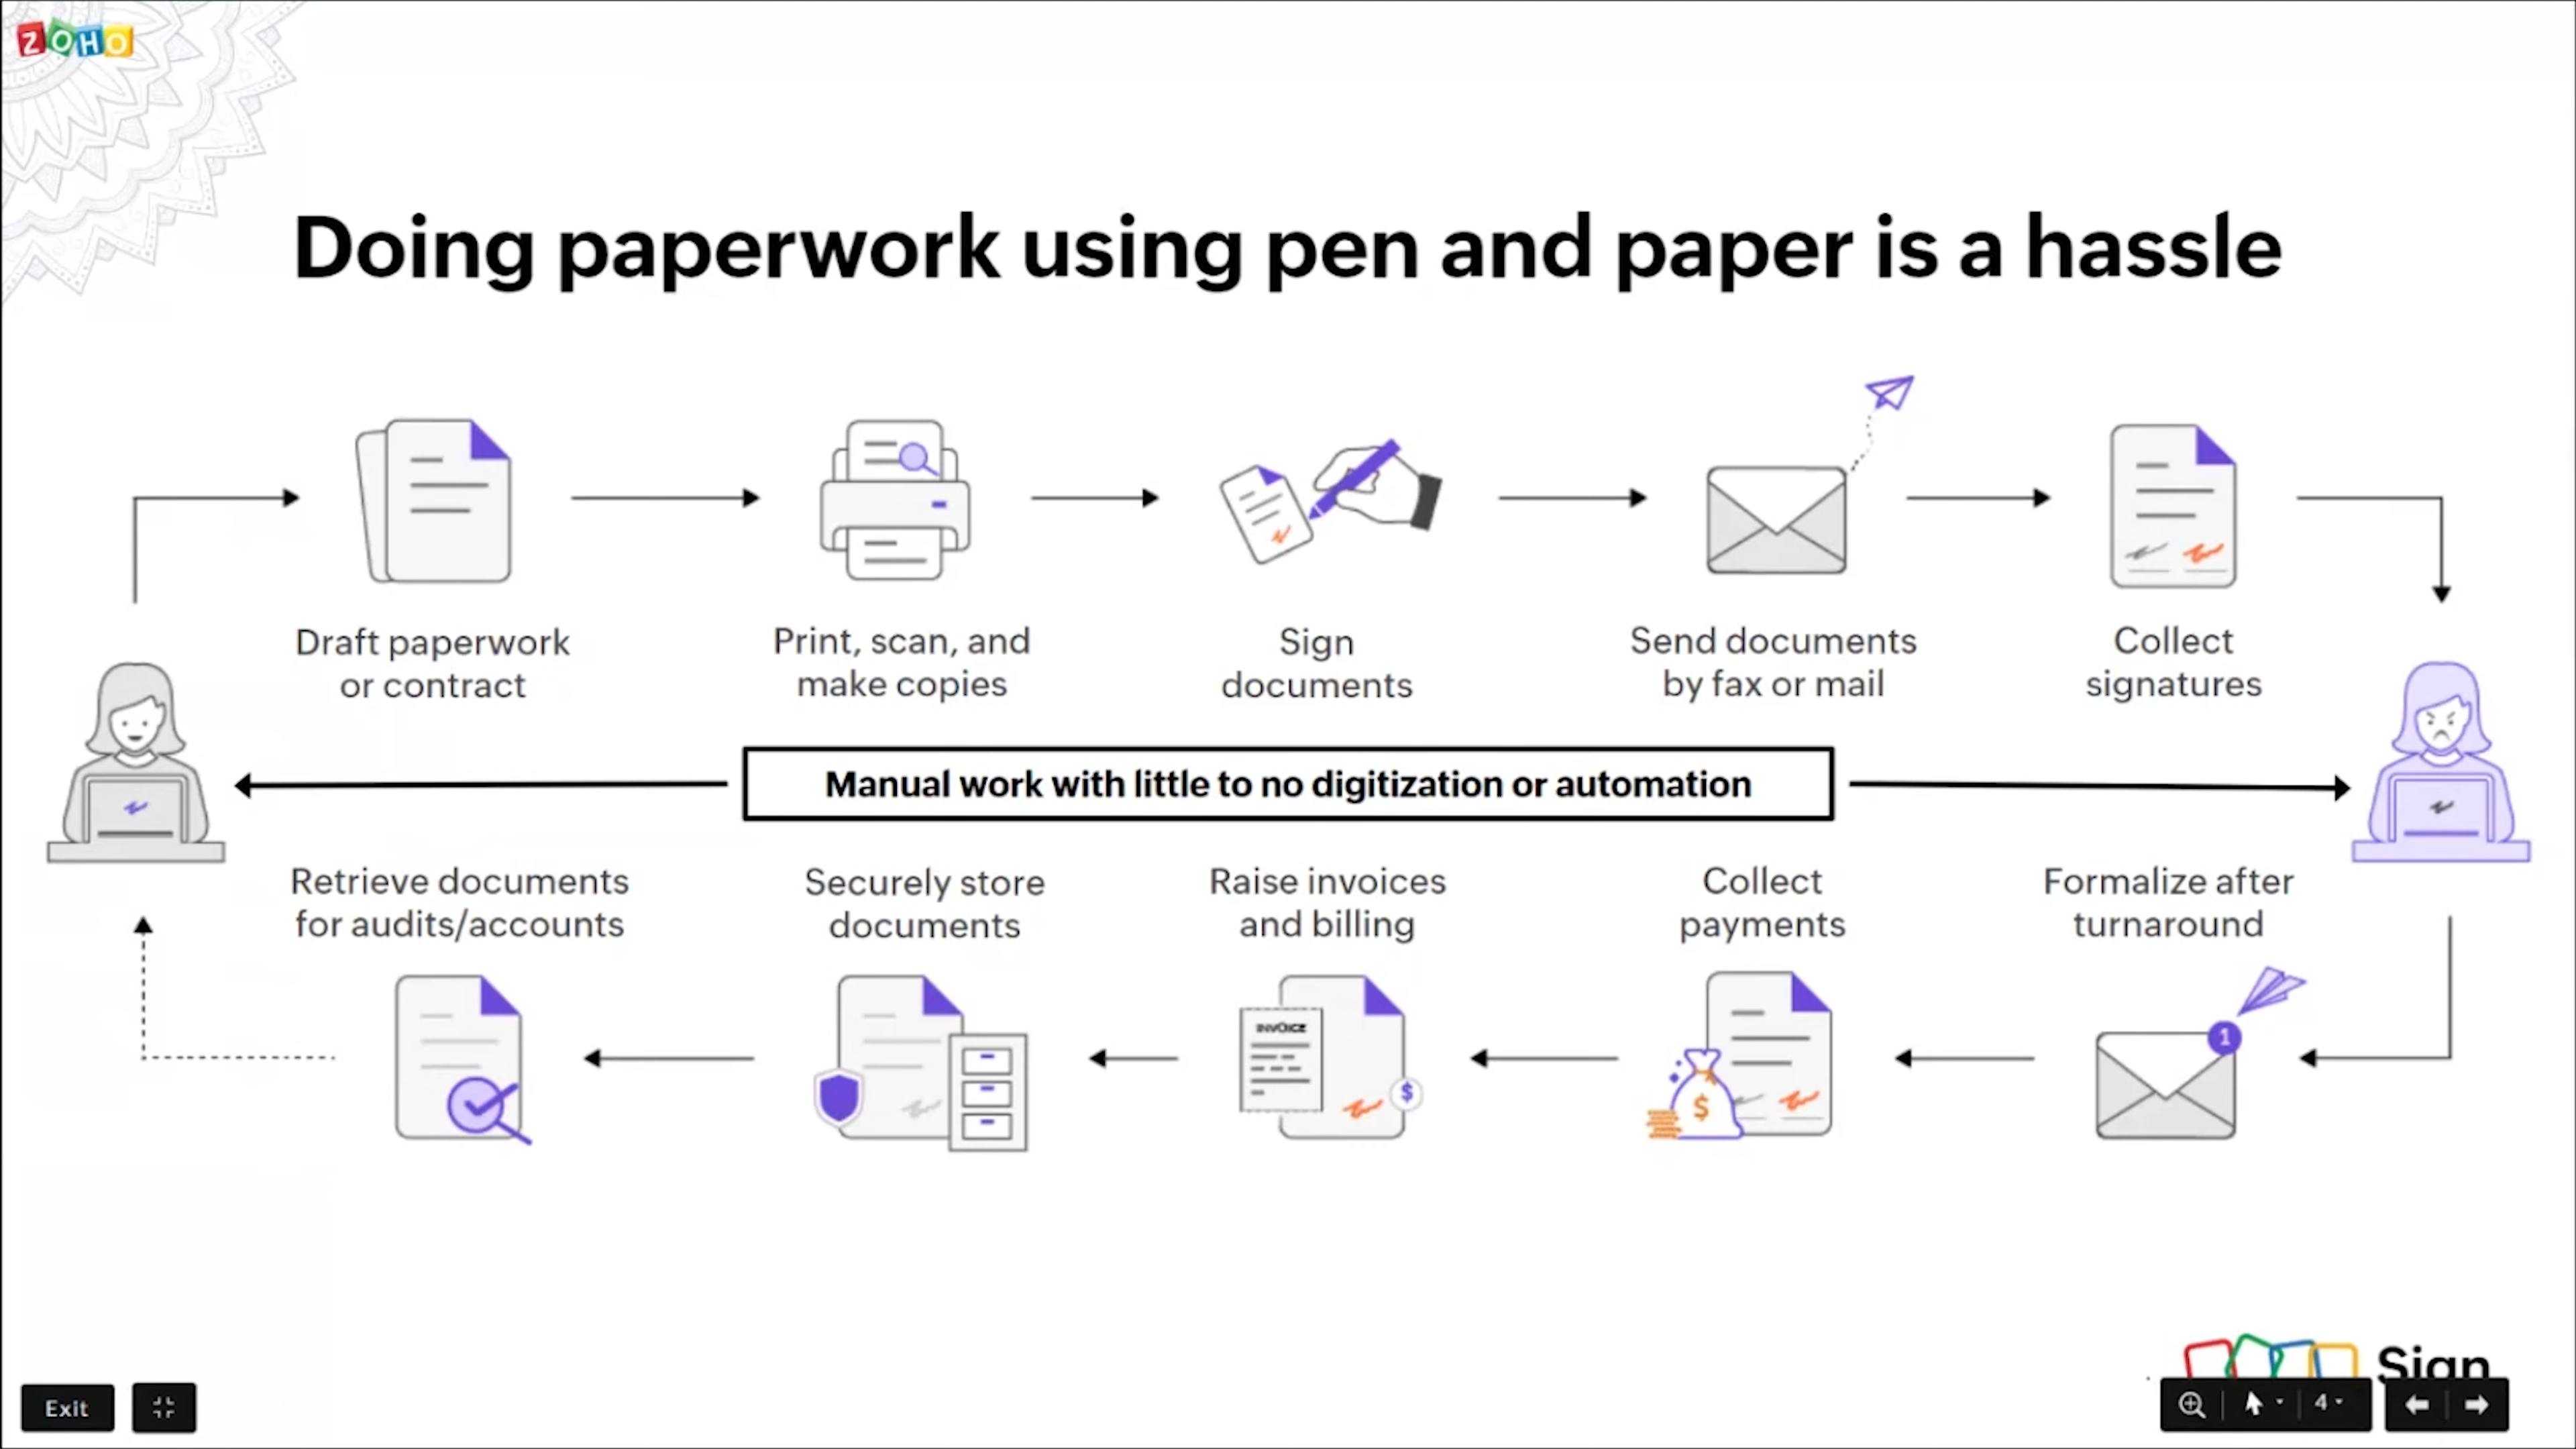 ZOHO
Doing paperwork using pen and paper is a hassle
Draft paperwork
or contract
Print, scan, and
make copies
Sign
documents
Send documents
by fax or mail
Collect
signatures
Manual work with little to no digitization or automation
Retrieve documents
for audits/accounts
Securely store
documents
Raise invoices
and billing
Collect
payments
Formalize after
turnaround
INVOICE
$
$
1
Sign
Exit
4